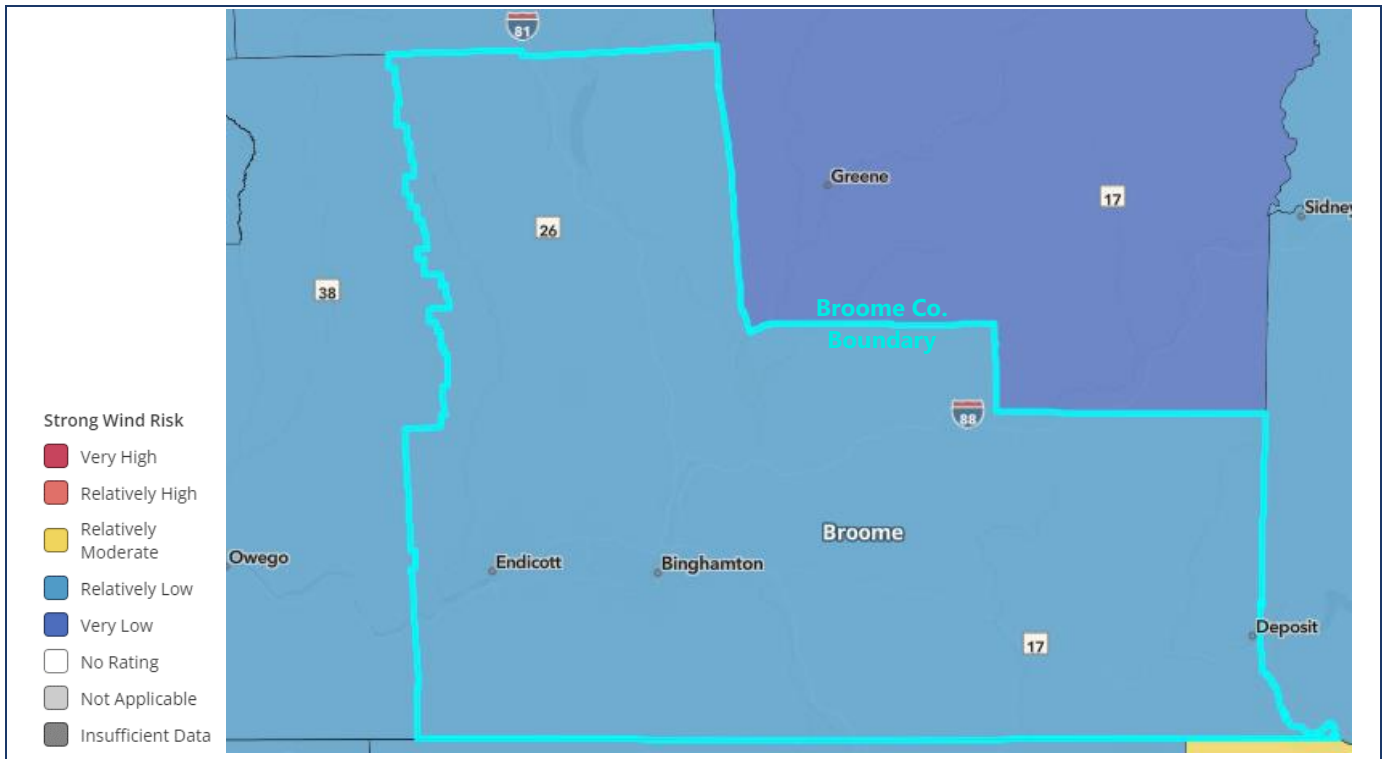 81
Greene
17
Sidney
26
38
Broome Co.
Boundary
88
Strong Wind Risk
Very High
Relatively High
Relatively
Moderate
Relatively Low
Very Low
No Rating
Not Applicable
Insufficient Data
Broome
Owego
Endicott
Binghamton
Deposit
17